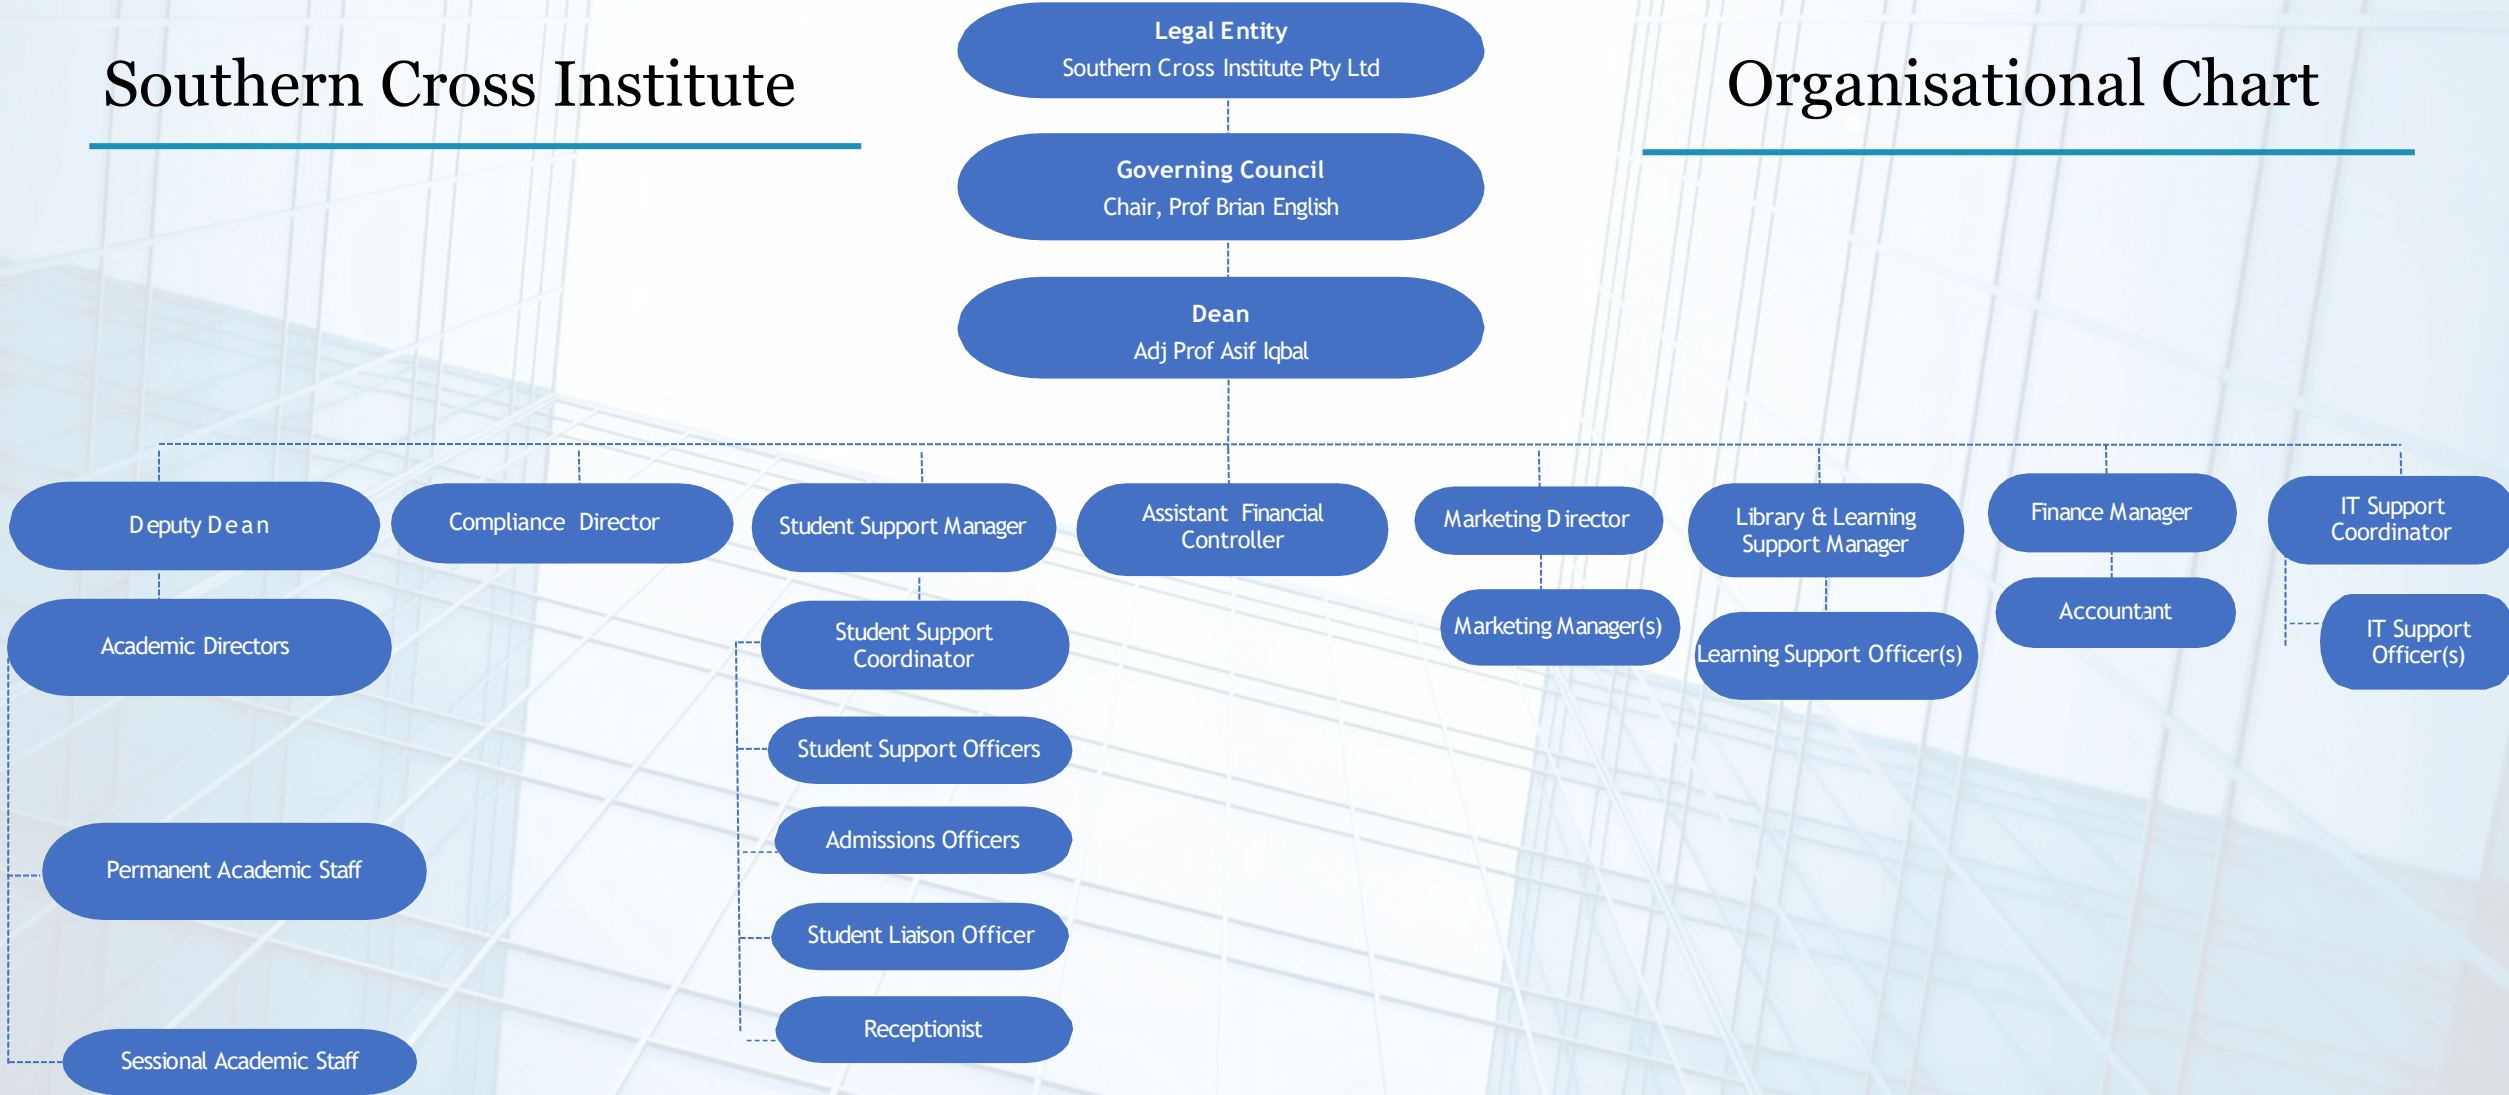 Southern Cross Institute
Organisational Chart
Legal Entity
Southern Cross Institute Pty Ltd
Governing Council
Chair, Prof Brian English
Dean
Adj Prof Asif Iqbal
Deputy Dean
Compliance Director
Student Support Manager
Assistant Financial
Controller
Marketing Director
Library & Learning
Support Manager
Finance Manager
IT Support
Coordinator
Academic Directors
Student Support
Coordinator
Marketing Manager(s)
Learning Support Officer(s)
Accountant
IT Support
Officer(s)
Student Support Officers
Admissions Officers
Permanent Academic Staff
Student Liaison Officer
Receptionist
Sessional Academic Staff